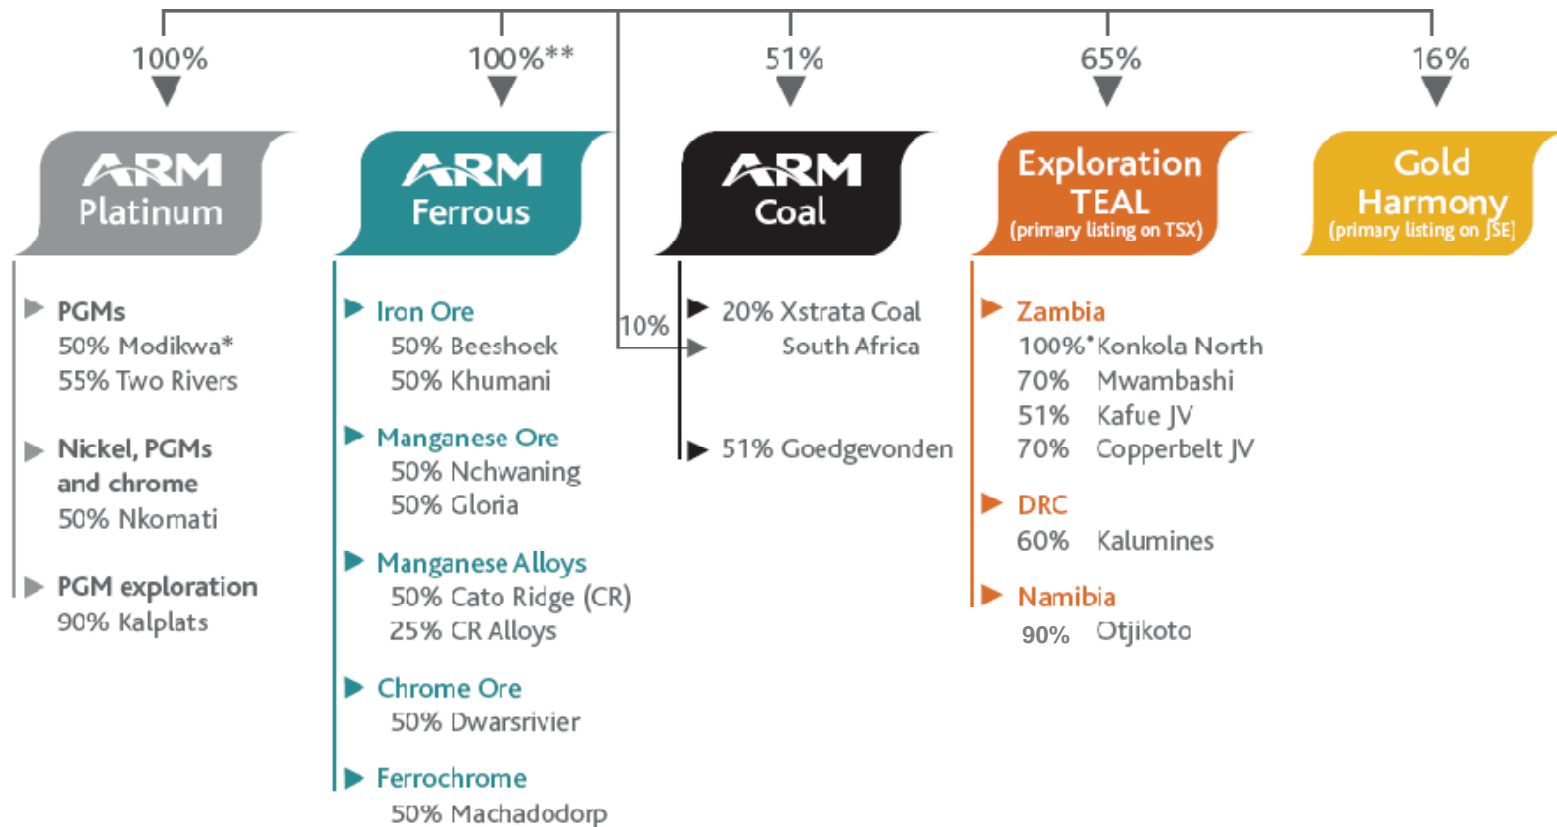 100%
100%**
51%
65%
16%
ARM
Platinum
PGMs
50% Modikwa*
55% Two Rivers
Nickel, PGMs
and chrome
50% Nkomati
PGM exploration
90% Kalplats
ARM
Ferrous
Iron Ore
50% Beeshoek
50% Khumani
Manganese Ore
50% Nchwaning
50% Gloria
Manganese Alloys
50% Cato Ridge (CR)
25% CR Alloys
Chrome Ore
50% Dwarsrivier
Ferrochrome
50% Machadodorp
10%
ARM
Coal
20% Xstrata Coal
South Africa
51% Goedgevonden
Exploration
TEAL
(primary listing on TSX)
Zambia
100%* Konkola North
70% Mwambashi
51% Kafue JV
70% Copperbelt JV
DRC
60% Kalumines
Namibia
90% Otjikoto
Gold
Harmony
(primary listing on JSE)